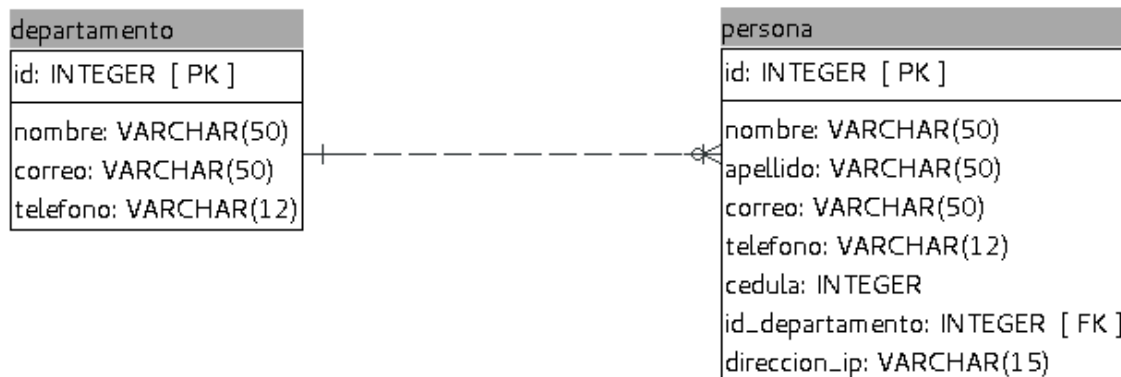 departamento
id: INTEGER [ PK ]
nombre: VARCHAR(50)
correo: VARCHAR(50)
telefono: VARCHAR(12)
persona
id: INTEGER [ PK ]
nombre: VARCHAR(50)
apellido: VARCHAR(50)
correo: VARCHAR(50)
telefono: VARCHAR(12)
cedula: INTEGER
id_departamento: INTEGER [ FK ]
direccion_ip: VARCHAR(15)